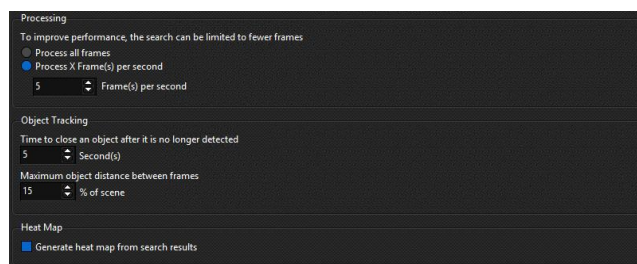 Processing
To improve performance, the search can be limited to fewer frames
Process all frames
Process X Frame(s) per second
5 Frame(s) per second
Object Tracking
Time to close an object after it is no longer detected
5 Second(s)
Maximum object distance between frames
15 % of scene
Heat Map
Generate heat map from search results